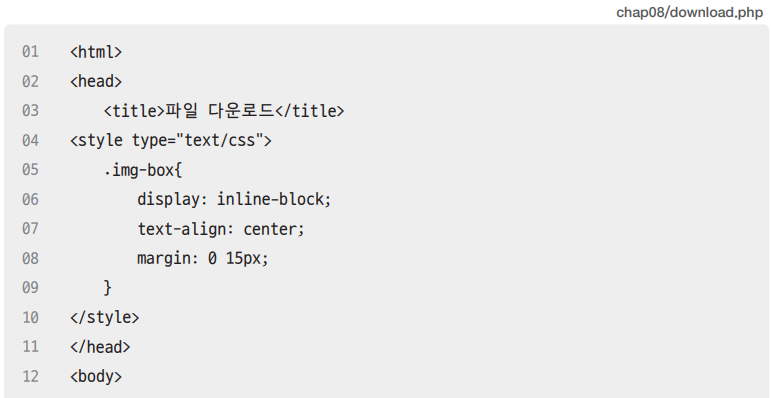 chap08/download.php
01 <html>
02 <head>
03     <title>파일 다운로드</title>
04 <style type="text/css">
05     .img-box{
06         display: inline-block;
07         text-align: center;
08         margin: 0 15px;
09     }
10 </style>
11 </head>
12 <body>